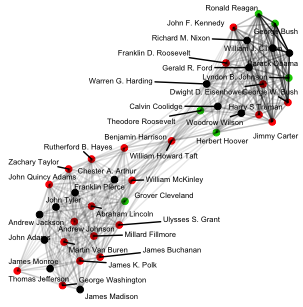 Ronald Reagan
John F. Kennedy
George Bush
Richard M. Nixon
William J. Clinton
Franklin D. Roosevelt
Barack Obama
Gerald R. Ford
Lyndon B. Johnson
Warren G. Harding
Dwight D. Eisenhower
George W. Bush
Calvin Coolidge
Harry S Truman
Theodore Roosevelt
Woodrow Wilson
Benjamin Harrison
Jimmy Carter
Herbert Hoover
Rutherford B. Hayes
William Howard Taft
Zachary Taylor
Chester A. Arthur
John Quincy Adams
William McKinley
Franklin Pierce
John Tyler
Grover Cleveland
Abraham Lincoln
Andrew Jackson
Ulysses S. Grant
Andrew Johnson
Millard Fillmore
John Adams
Martin Van Buren
James Buchanan
James Monroe
James K. Polk
Thomas Jefferson
George Washington
James Madison